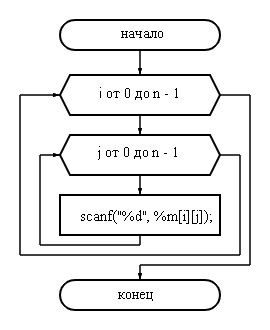 начало
i от 0 до n - 1
j от 0 до n - 1
scanf("%d", %m[i][j]);
конец